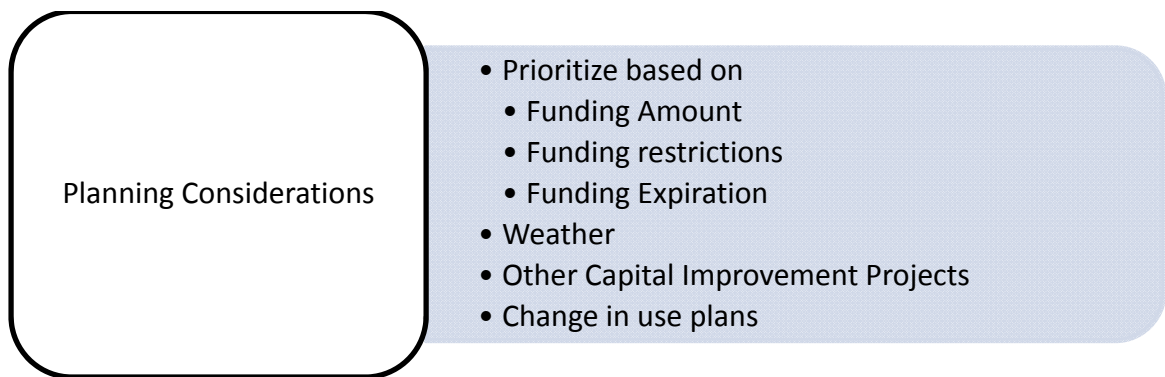 Planning Considerations
• Prioritize based on
• Funding Amount
• Funding restrictions
• Funding Expiration
• Weather
• Other Capital Improvement Projects
• Change in use plans